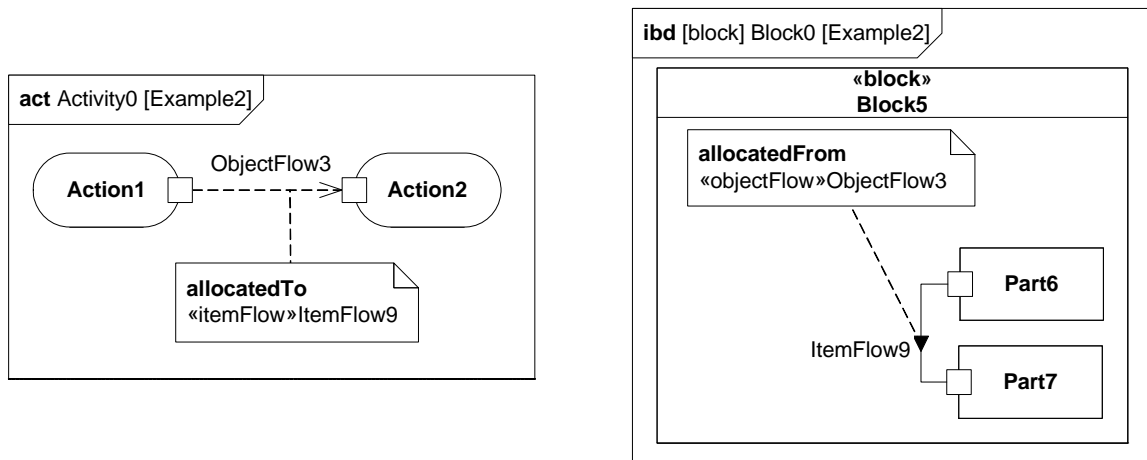 act Activity0 [Example2]
ObjectFlow3
Action1
Action2
allocatedTo
«itemFlow»ItemFlow9
ibd [block] Block0 [Example2]
«block»
Block5
allocatedFrom
«objectFlow»ObjectFlow3
Part6
ItemFlow9
Part7